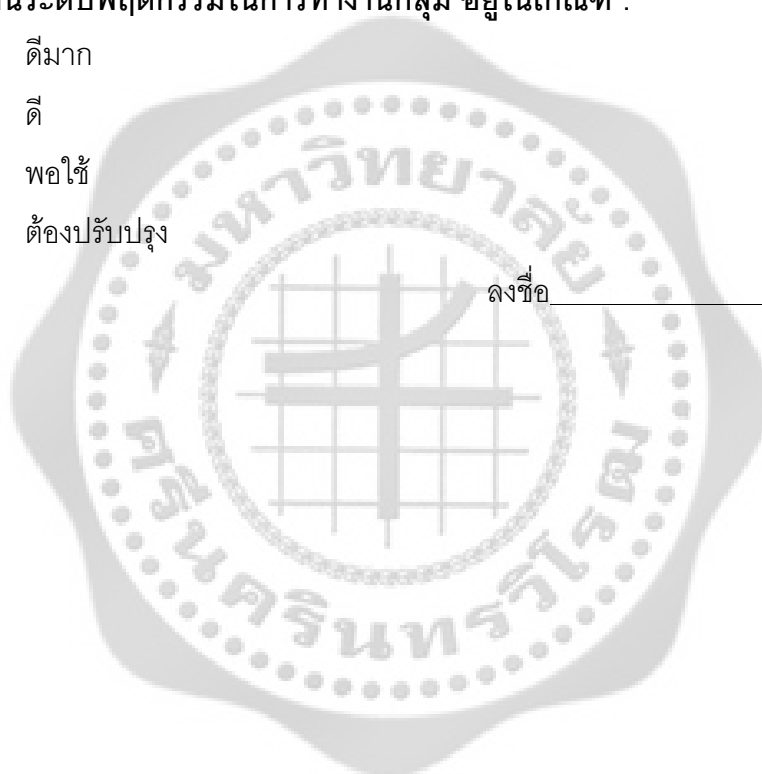 ระดับพฤติกรรมในการทำงานกลุ่ม อยู่ในเกณฑ์ :
ดีมาก
ดี
พอใช้
ต้องปรับปรุง
ลงชื่อ
มหาวิทยาลัย
ศรีนครินทรวิโรฒ